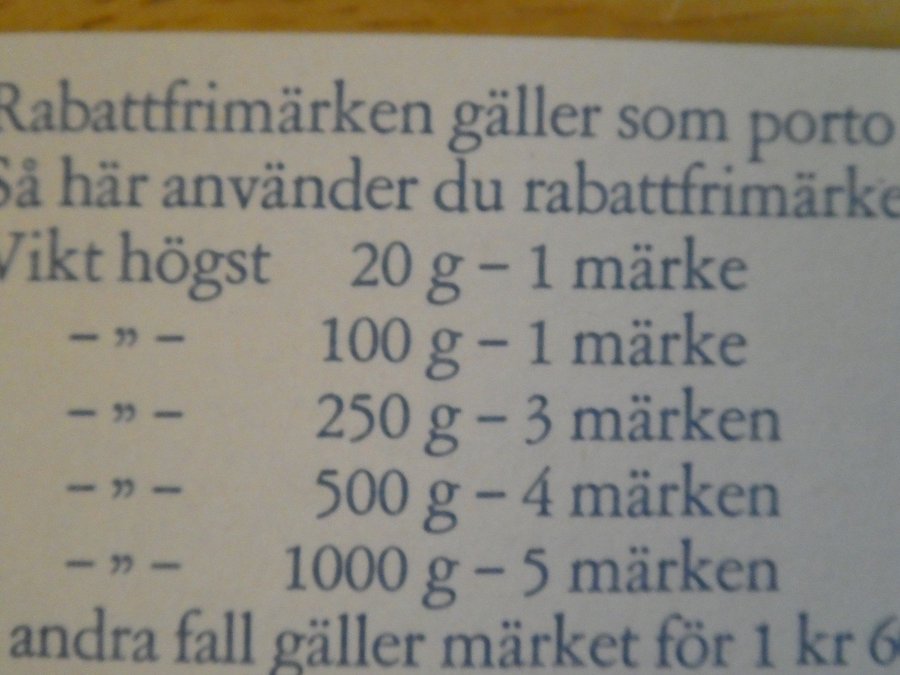 Rabattfrimärken gäller som porto
Så här använder du rabattfrimärke
Vikt högst 20 g – 1 märke
– ” – 100 g – 1 märke
– ” – 250 g – 3 märken
– ” – 500 g – 4 märken
– ” – 1000 g – 5 märken
andra fall gäller märket för 1 kr 6